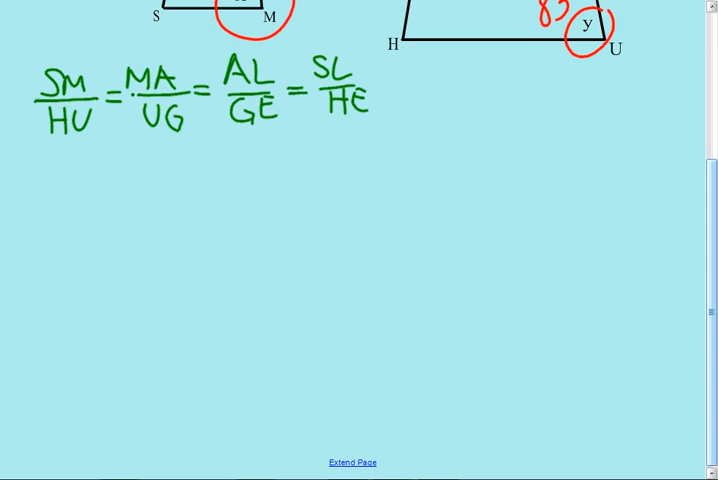 S M H 83 y U
SM/HU = MA/UG = AL/GE = SL/HE
Extend Page